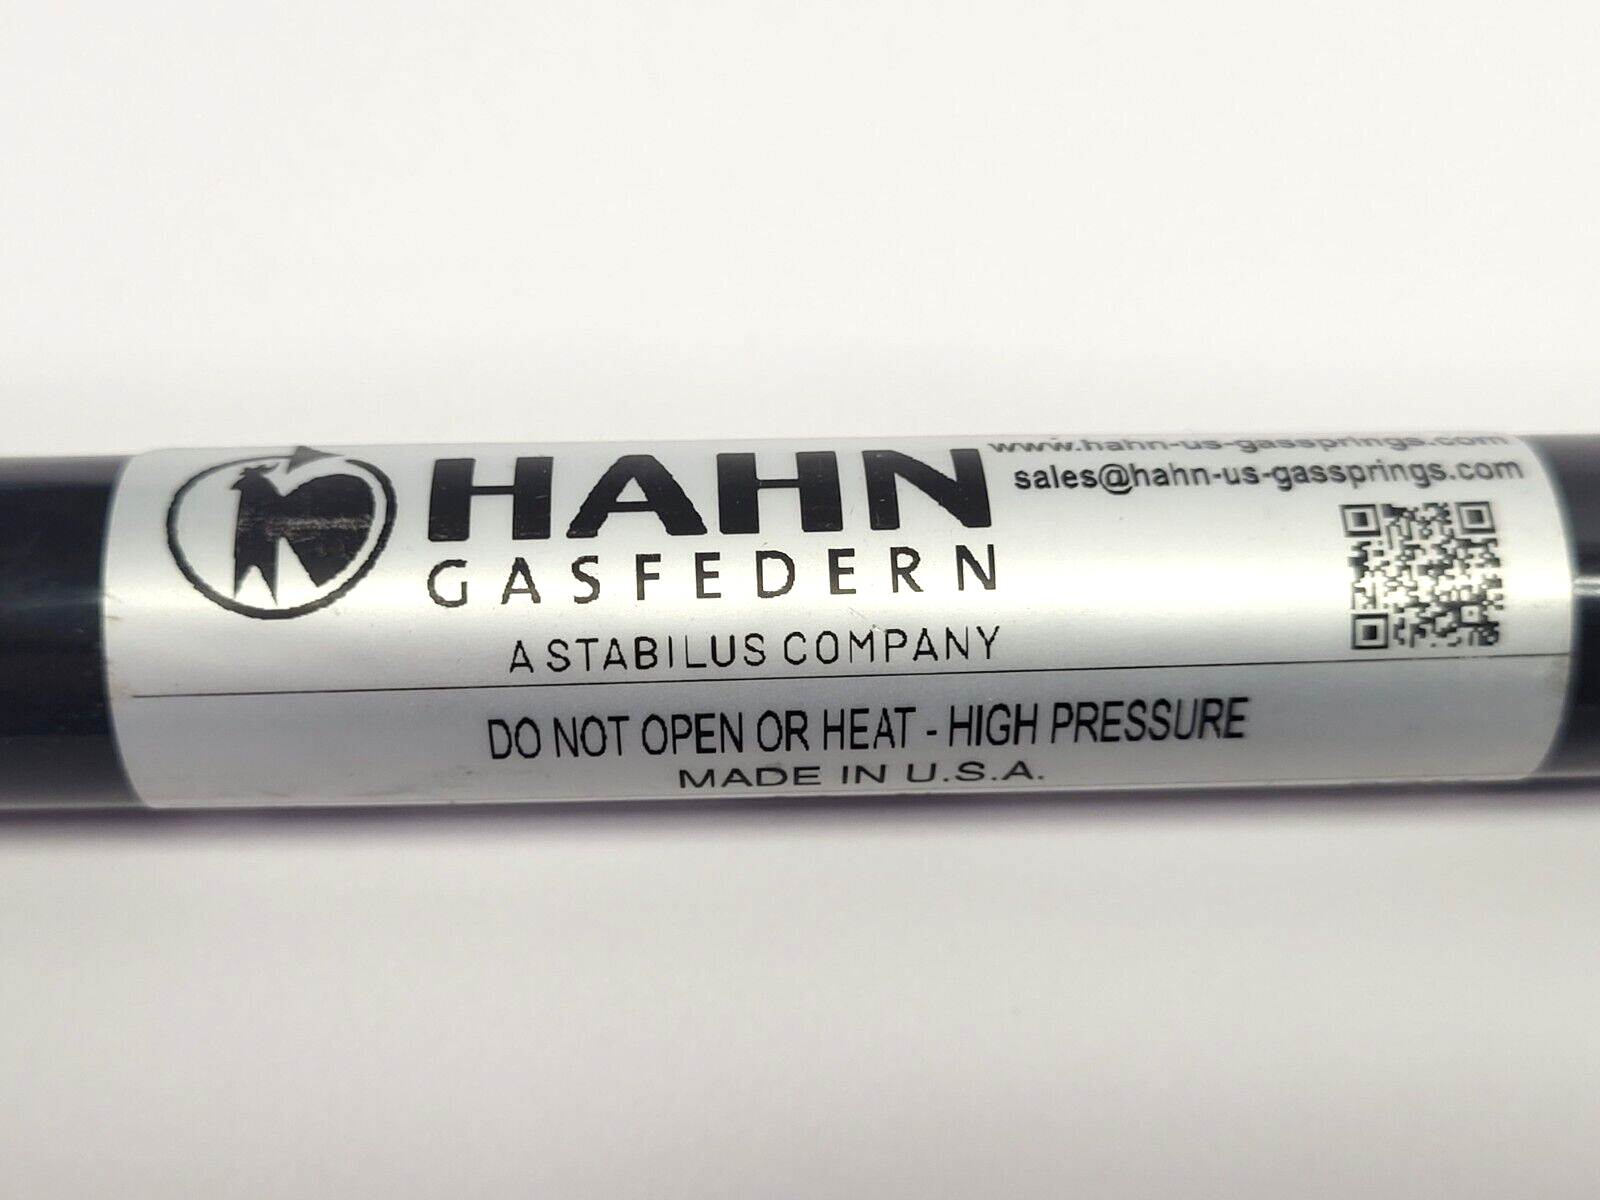 HAHN
GASFEDERN
A STABILUS COMPANY
www.hahn-us-gassprings.com
sales@hahn-us-gassprings.com
DO NOT OPEN OR HEAT - HIGH PRESSURE
MADE IN U.S.A.